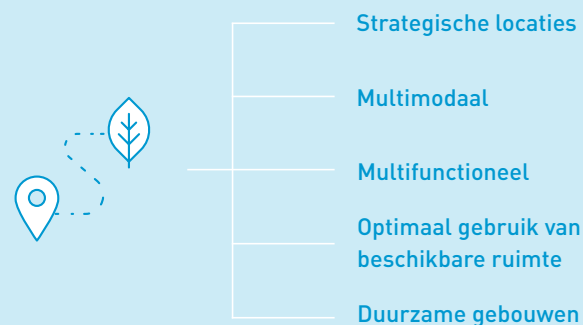 Strategische locaties
Multimodaal
Multifunctioneel
Optimaal gebruik van
beschikbare ruimte
Duurzame gebouwen